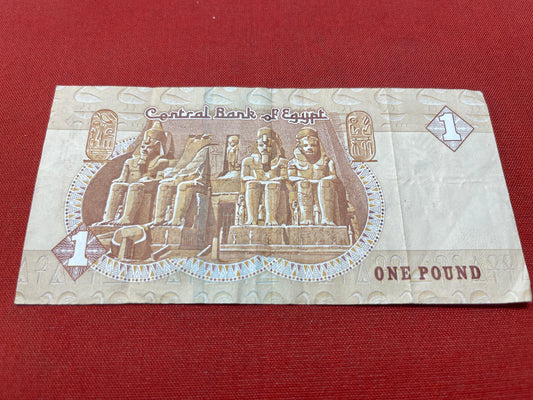 Central Bank of Egypt
1
1
ONE POUND